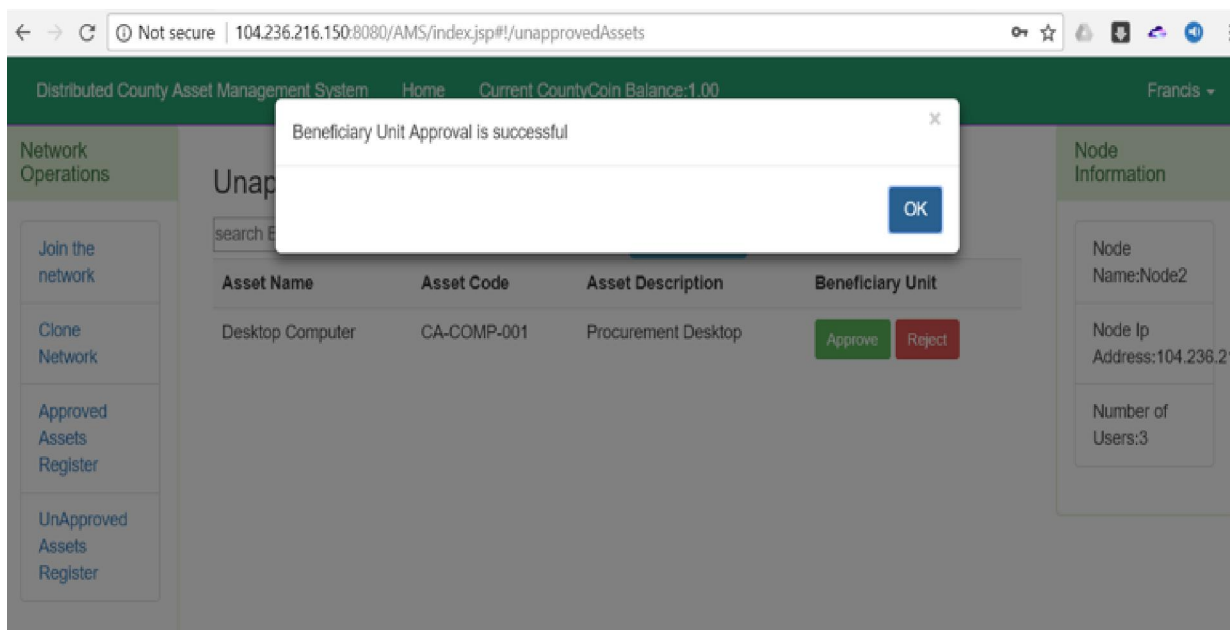 Not secure | 104.236.216.150:8080/AMS/index.jsp#!/unapprovedAssets
Distributed County Asset Management System Home Current CountyCoin Balance:1.00 Francis
Beneficiary Unit Approval is successful
×
OK
Network
Operations
Join the
network
Clone
Network
Approved
Assets
Register
UnApproved
Assets
Register
Unap
search
Asset Name Asset Code Asset Description Beneficiary Unit
Desktop Computer CA-COMP-001 Procurement Desktop Approve Reject
Node
Information
Node
Name:Node2
Node Ip
Address:104.236.2
Number of
Users:3